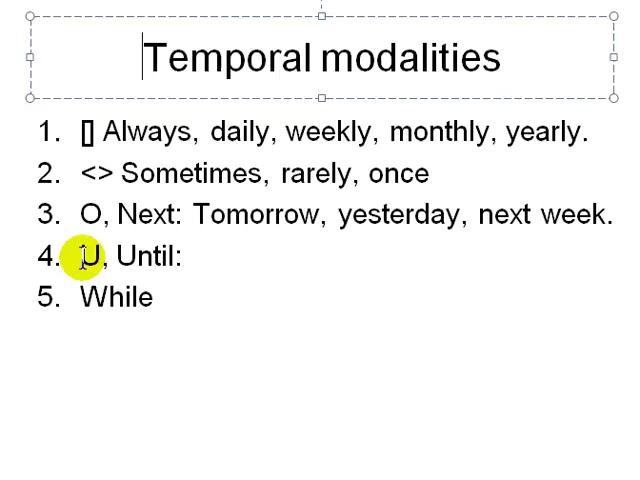 Temporal modalities
1. [] Always, daily, weekly, monthly, yearly.
2. <> Sometimes, rarely, once
3. O, Next: Tomorrow, yesterday, next week.
4. U, Until:
5. While